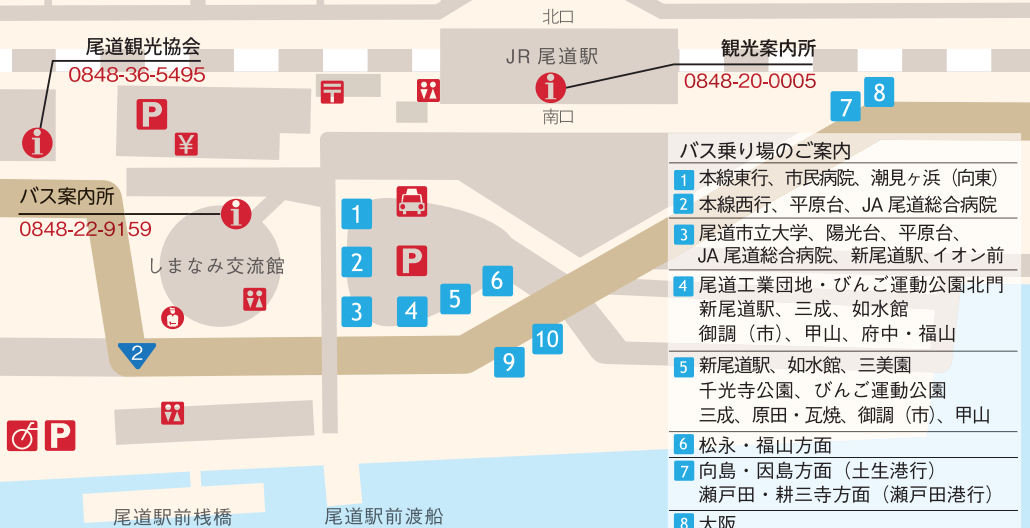 北口
尾道観光協会
0848-36-5495
JR 尾道駅
観光案内所
0848-20-0005
南口
P
¥
7
8
バス案内所
0848-22-9159
しまなみ交流館
1
2
P
3
4
5
6
2
9
10
P
尾道駅前桟橋
尾道駅前渡船
バス乗り場のご案内
1 本線東行、市民病院、潮見ヶ浜（向東）
2 本線西行、平原台、JA 尾道総合病院
3 尾道市立大学、陽光台、平原台、
JA 尾道総合病院、新尾道駅、イオン前
4 尾道工業団地・びんご運動公園北門
新尾道駅、三成、如水館
御調（市）、甲山、府中・福山
5 新尾道駅、如水館、三美園
千光寺公園、びんご運動公園
三成、原田・瓦焼、御調（市）、甲山
6 松永・福山方面
7 向島・因島方面（土生港行）
瀬戸田・耕三寺方面（瀬戸田港行）
8 大阪